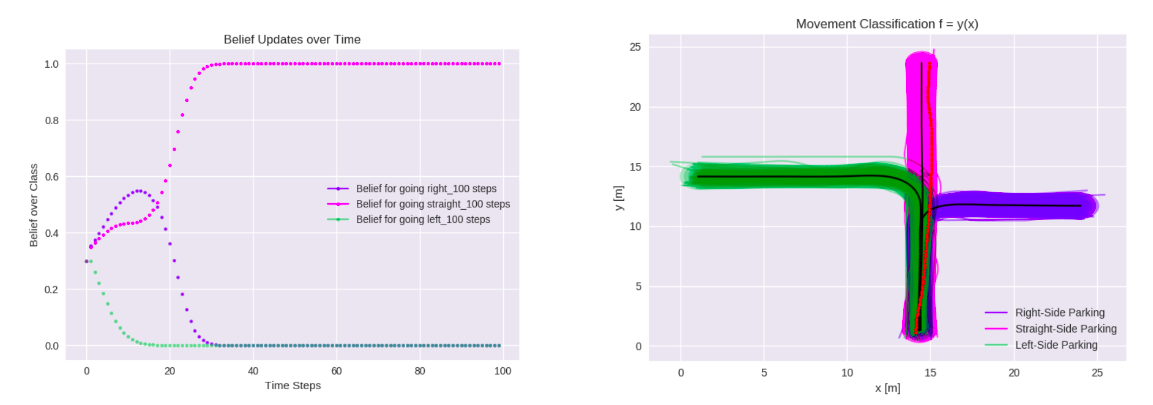 Belief Updates over Time
1.0
0.8
0.6
0.4
0.2
0.0
Belief over Class
Belief for going right_100 steps
Belief for going straight_100 steps
Belief for going left_100 steps
0 20 40 60 80 100
Time Steps
Movement Classification f = y(x)
25
20
15
10
5
0
y [m]
Right-Side Parking
Straight-Side Parking
Left-Side Parking
0 5 10 15 20 25
x [m]